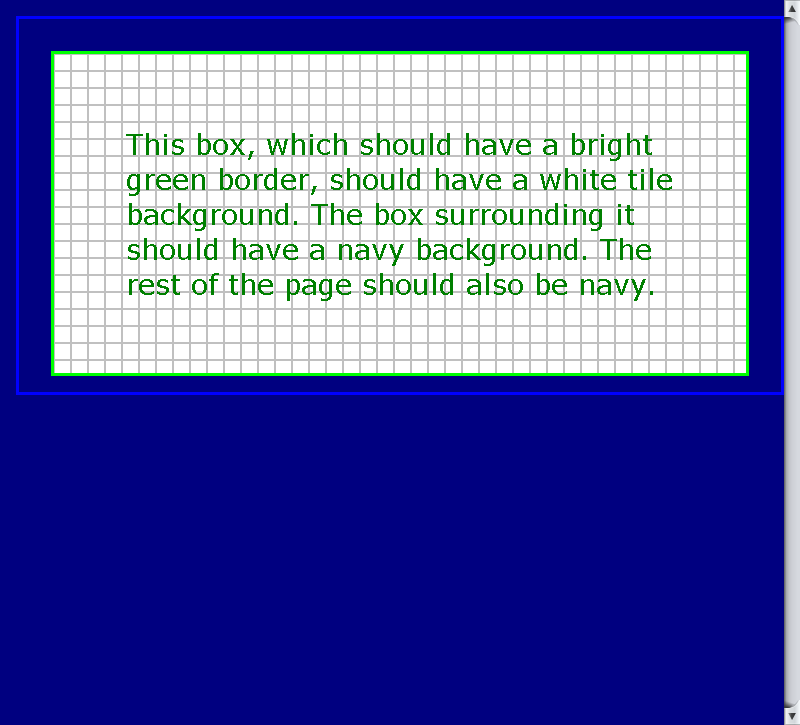 This box, which should have a bright
green border, should have a white tile
background. The box surrounding it
should have a navy background. The
rest of the page should also be navy.